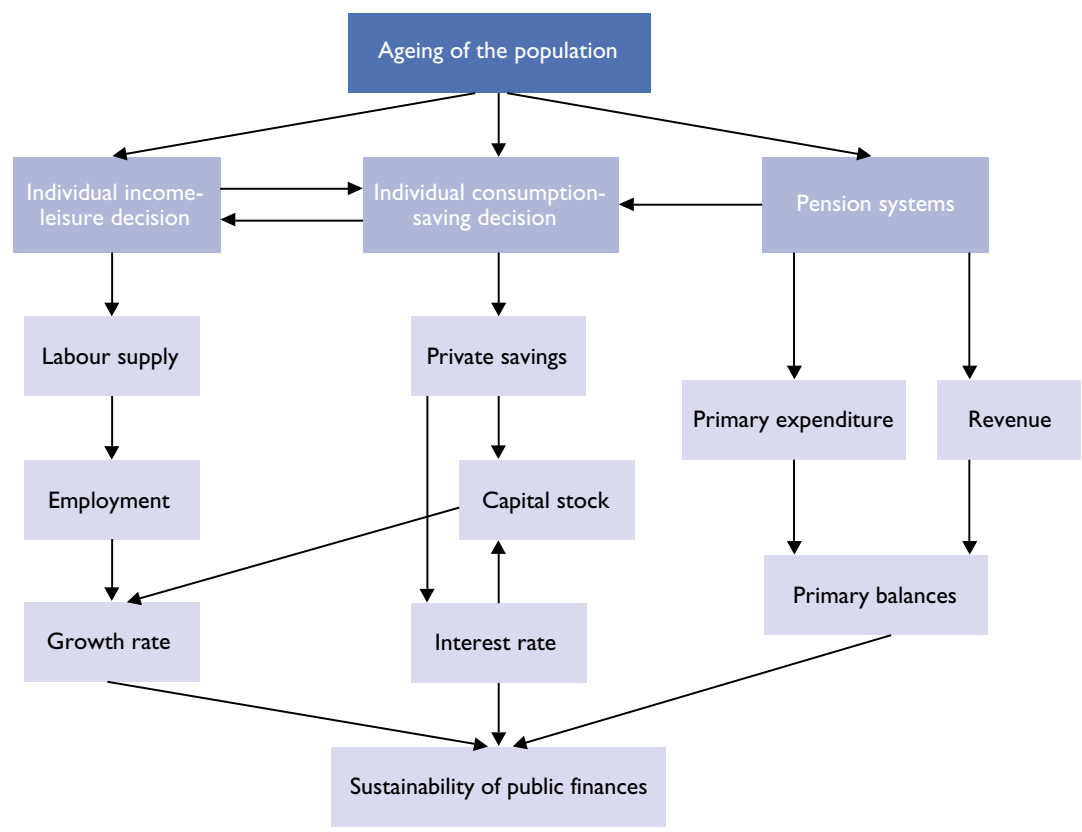 Ageing of the population
Individual income-
leisure decision
Individual consumption-
saving decision
Pension systems
Labour supply
Private savings
Primary expenditure
Revenue
Employment
Capital stock
Primary balances
Growth rate
Interest rate
Sustainability of public finances